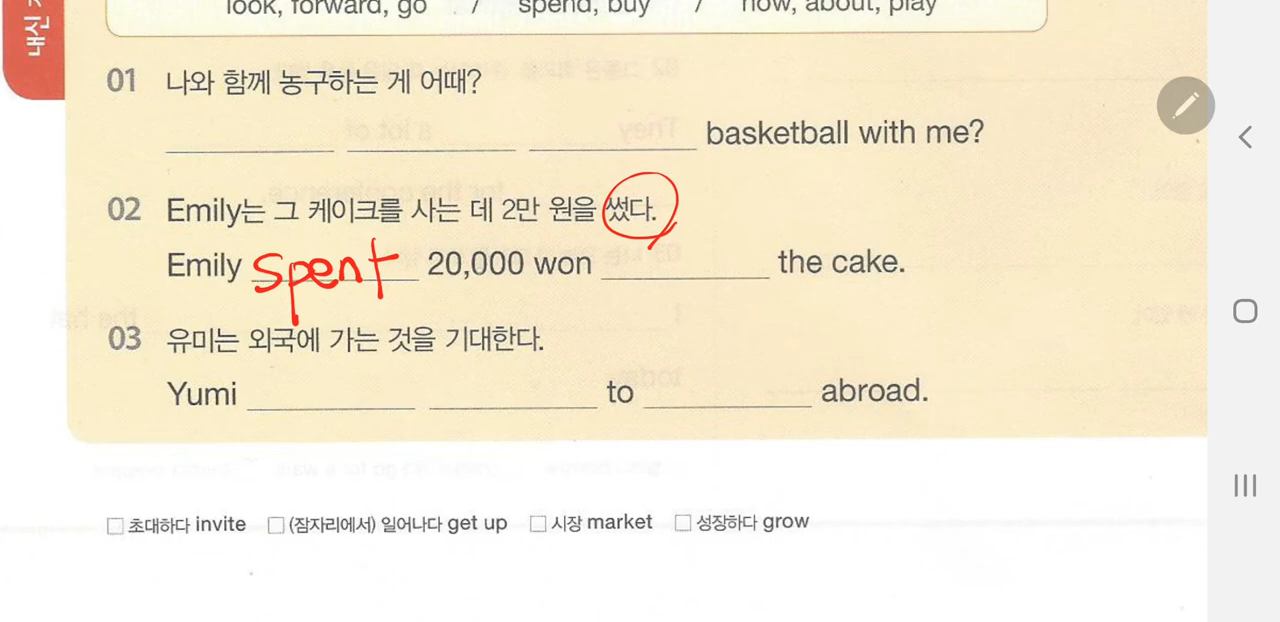 내신
look, forward, go / spend, buy / how, about, play
01 나와 함께 농구하는 게 어때?
basketball with me?
02 Emily는 그 케이크를 사는 데 2만 원을 썼다.
Emily spent 20,000 won the cake.
03 유미는 외국에 가는 것을 기대한다.
Yumi to abroad.
초대하다 invite (잠자리에서) 일어나다 get up 시장 market 성장하다 grow